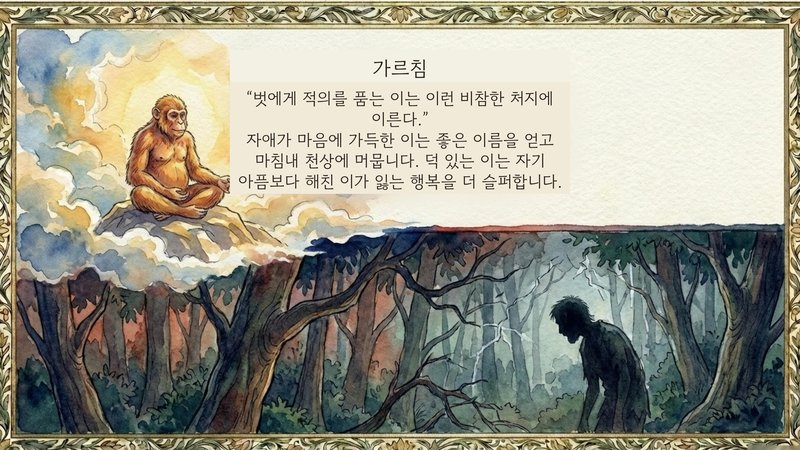 가르침
“벗에게 적의를 품는 이는 이런 비참한 처지에
이른다.”
자애가 마음에 가득한 이는 좋은 이름을 얻고
마침내 천상에 머뭅니다. 덕 있는 이는 자기
아픔보다 해친 이가 잃는 행복을 더 슬퍼합니다.